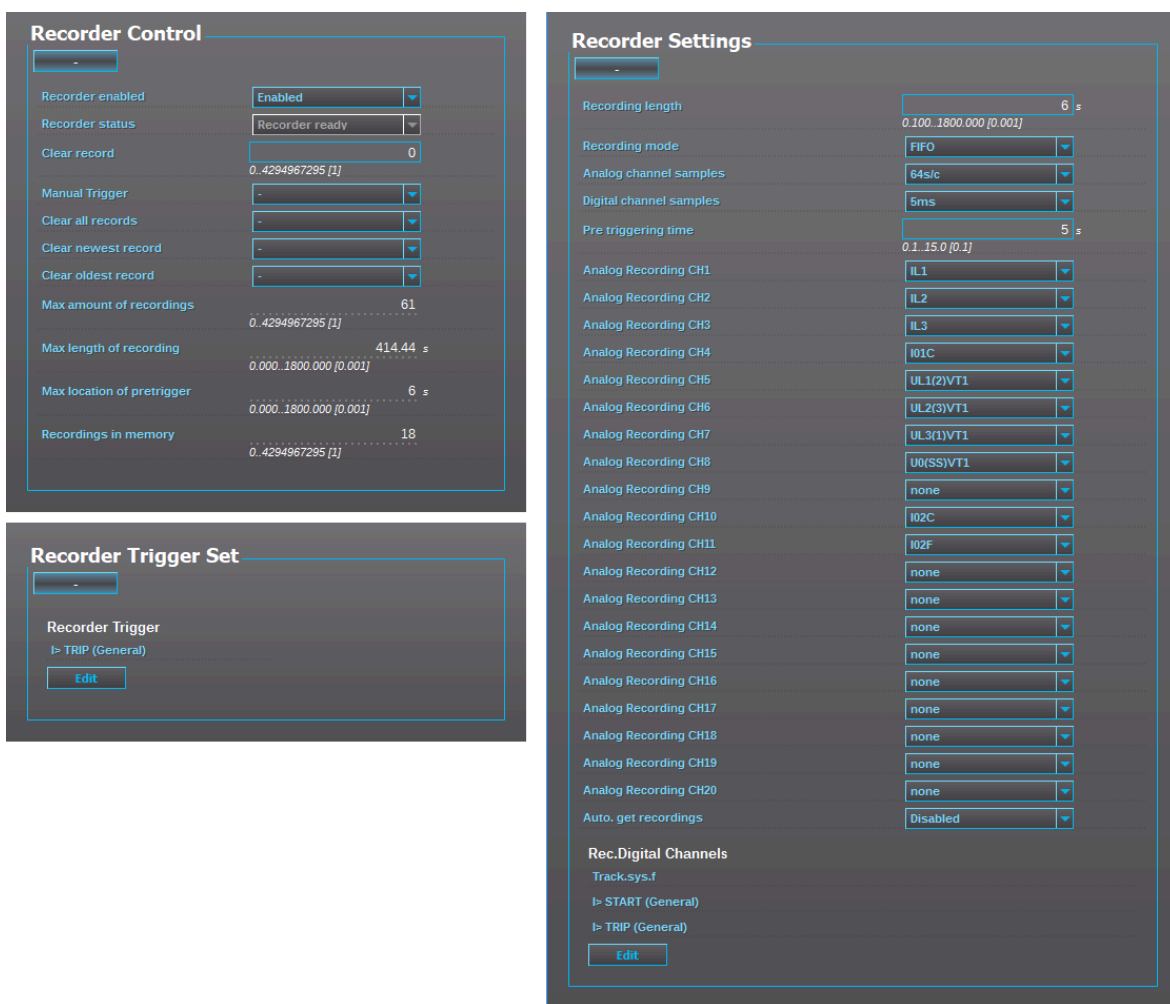 Recorder Control
-
Recorder enabled Enabled
Recorder status Recorder ready
Clear record 0
0..4294967295 [1]
Manual Trigger -
Clear all records -
Clear newest record -
Clear oldest record -
Max amount of recordings 61
0..4294967295 [1]
Max length of recording 414.44 s
0.000..1800.000 [0.001]
Max location of pretrigger 6 s
0.000..1800.000 [0.001]
Recordings in memory 18
0..4294967295 [1]
Recorder Trigger Set
-
Recorder Trigger
I> TRIP (General)
Edit
Recorder Settings
-
Recording length 6 s
0.100..1800.000 [0.001]
Recording mode FIFO
Analog channel samples 64s/c
Digital channel samples 5ms
Pre triggering time 5 s
0.1..15.0 [0.1]
Analog Recording CH1 IL1
Analog Recording CH2 IL2
Analog Recording CH3 IL3
Analog Recording CH4 I01C
Analog Recording CH5 UL1(2)VT1
Analog Recording CH6 UL2(3)VT1
Analog Recording CH7 UL3(1)VT1
Analog Recording CH8 U0(SS)VT1
Analog Recording CH9 none
Analog Recording CH10 I02C
Analog Recording CH11 I02F
Analog Recording CH12 none
Analog Recording CH13 none
Analog Recording CH14 none
Analog Recording CH15 none
Analog Recording CH16 none
Analog Recording CH17 none
Analog Recording CH18 none
Analog Recording CH19 none
Analog Recording CH20 none
Auto. get recordings Disabled
Rec.Digital Channels
Track.sys.f
I> START (General)
I> TRIP (General)
Edit